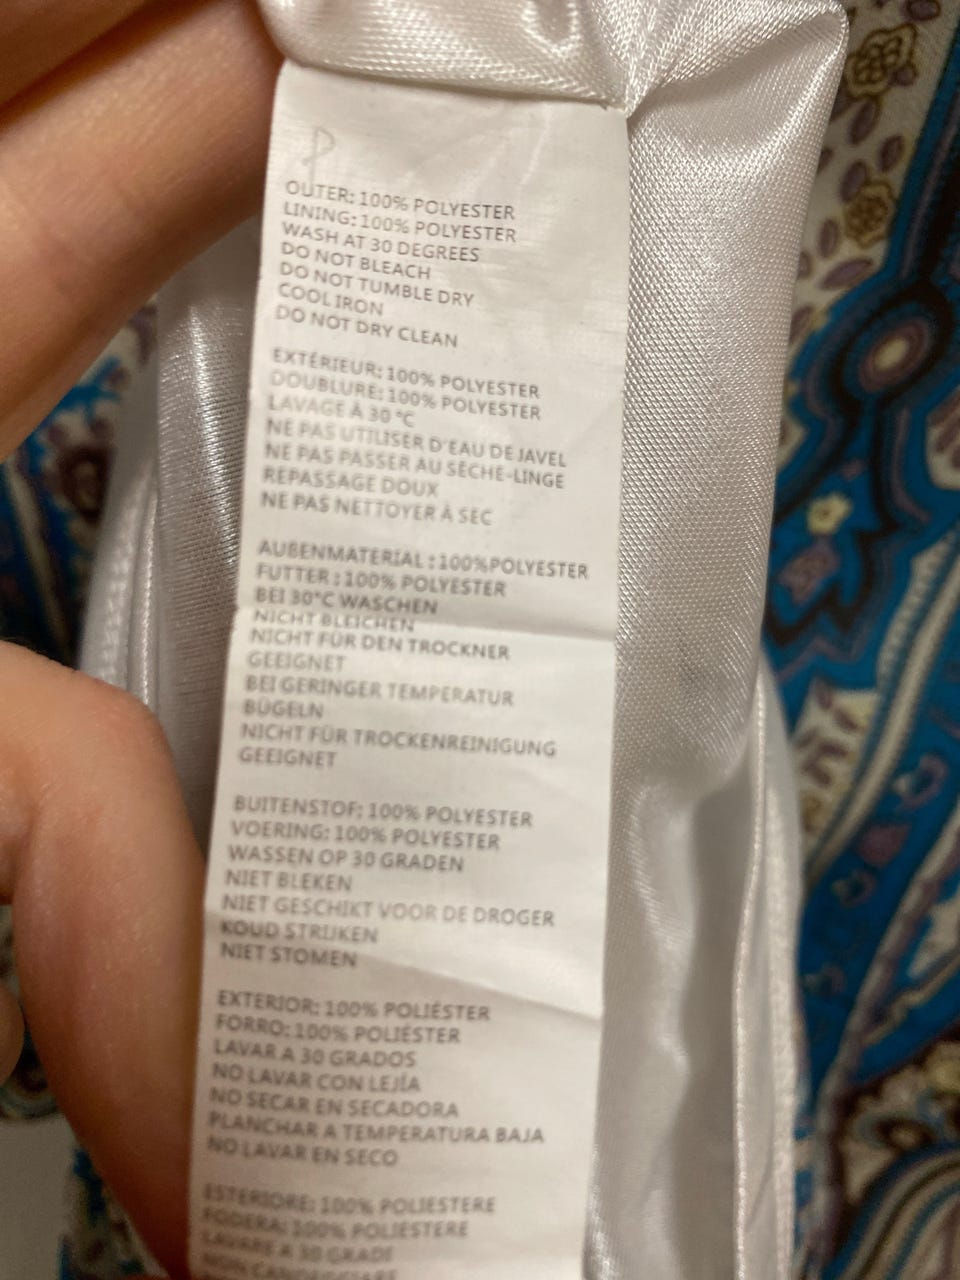 P
OUTER: 100% POLYESTER
LINING: 100% POLYESTER
WASH AT 30 DEGREES
DO NOT BLEACH
DO NOT TUMBLE DRY
COOL IRON
DO NOT DRY CLEAN
EXTÉRIEUR: 100% POLYESTER
DOUBLURE: 100% POLYESTER
LAVAGE À 30 °C
NE PAS UTILISER D'EAU DE JAVEL
NE PAS PASSER AU SÈCHE-LINGE
REPASSAGE DOUX
NE PAS NETTOYER À SEC
AUßENMATERIAL : 100%POLYESTER
FUTTER : 100% POLYESTER
BEI 30°C WASCHEN
NICHT BLEICHEN
NICHT FÜR DEN TROCKNER
GEEIGNET
BEI GERINGER TEMPERATUR
BÜGELN
NICHT FÜR TROCKENREINIGUNG
GEEIGNET
BUITENSTOF: 100% POLYESTER
VOERING: 100% POLYESTER
WASSEN OP 30 GRADEN
NIET BLEKEN
NIET GESCHIKT VOOR DE DROGER
KOUD STRIJKEN
NIET STOMEN
EXTERIOR: 100% POLIÉSTER
FORRO: 100% POLIÉSTER
LAVAR A 30 GRADOS
NO LAVAR CON LEJÍA
NO SECAR EN SECADORA
PLANCHAR A TEMPERATURA BAJA
NO LAVAR EN SECO
ESTERIORE: 100% POLIESTERE
FODERA: 100% POLIESTERE
LAVARE A 30 GRADI
NON CANDEGGIARE